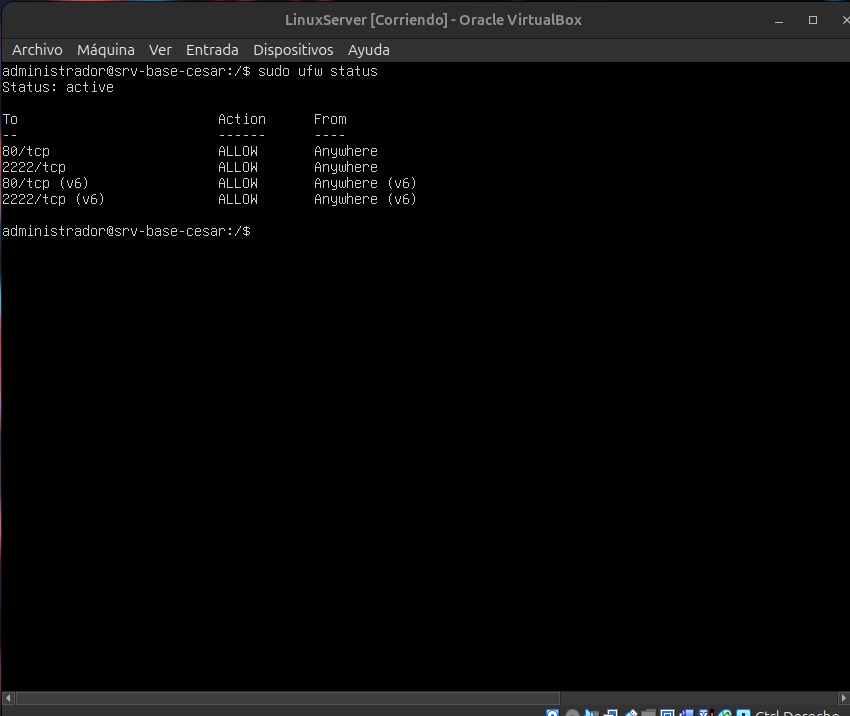 LinuxServer [Corriendo] - Oracle VirtualBox
Archivo Máquina Ver Entrada Dispositivos Ayuda
administrador@srv-base-cesar:/$ sudo ufw status
Status: active
To Action From
-- ------ ----
80/tcp ALLOW Anywhere
2222/tcp ALLOW Anywhere
80/tcp (v6) ALLOW Anywhere (v6)
2222/tcp (v6) ALLOW Anywhere (v6)
administrador@srv-base-cesar:/$
Ctrl Derecho